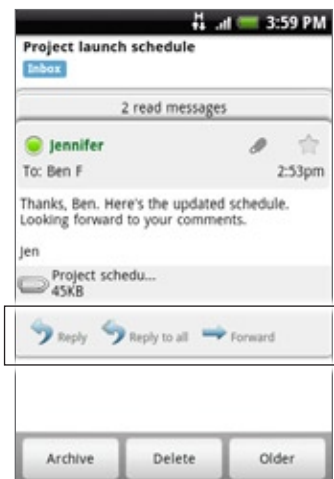 H 3:59 PM
Project launch schedule
Inbox
2 read messages
Jennifer
To: Ben F 2:53pm
Thanks, Ben. Here's the updated schedule.
Looking forward to your comments.
Jen
Project schedu...
45KB
Reply Reply to all Forward
Archive Delete Older